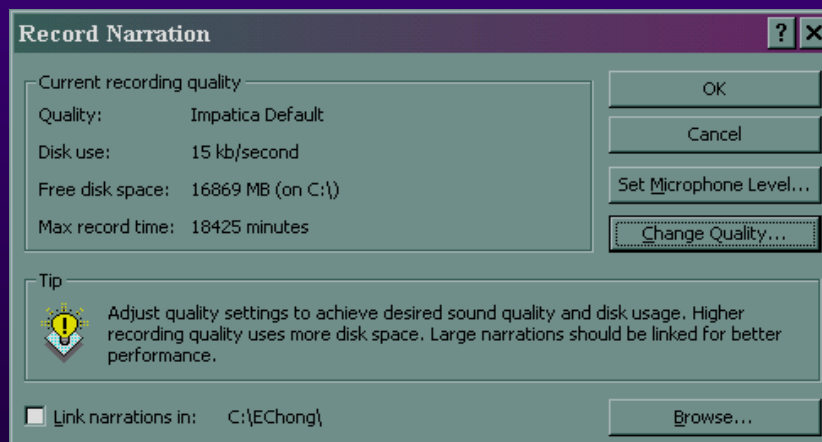 Record Narration
Current recording quality
Quality: Impatica Default
Disk use: 15 kb/second
Free disk space: 16869 MB (on C:\)
Max record time: 18425 minutes
OK
Cancel
Set Microphone Level...
Change Quality...
Tip
Adjust quality settings to achieve desired sound quality and disk usage. Higher
recording quality uses more disk space. Large narrations should be linked for better
performance.
Link narrations in: C:\EChong\
Browse...